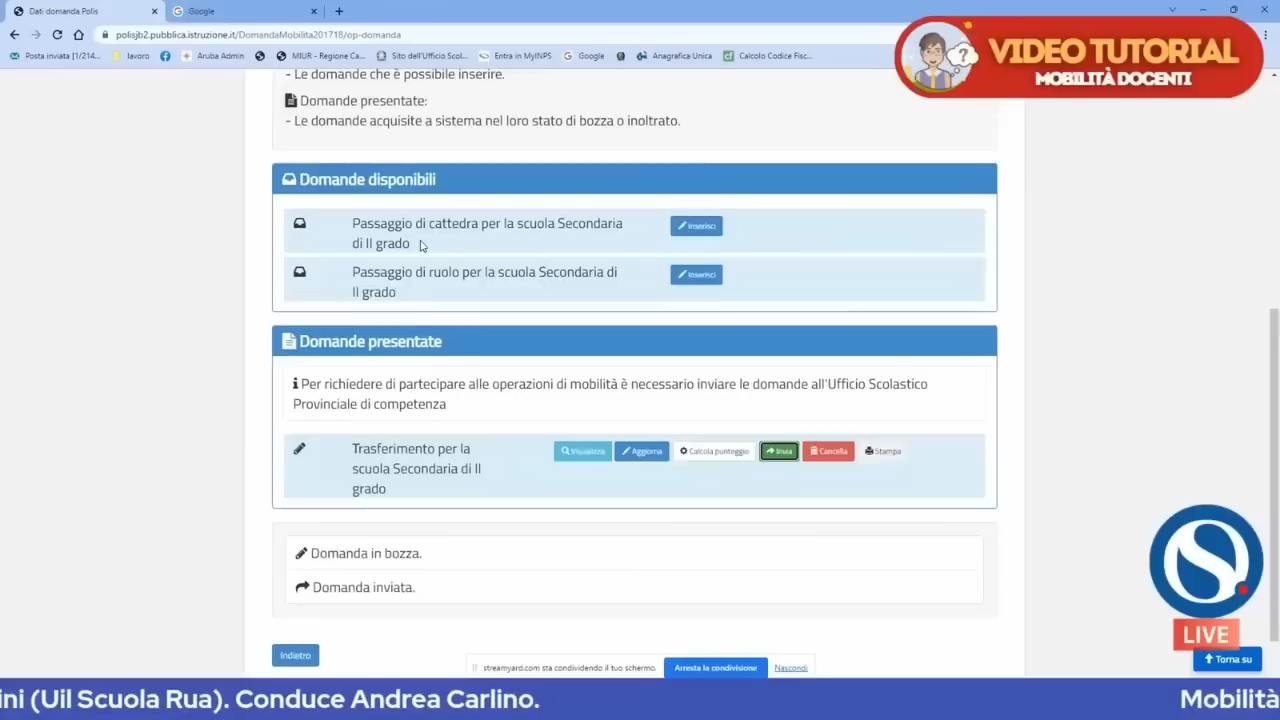 Dati domanda Polis
Google
polisjb2.pubblica.istruzione.it/DomandaMobilita201718/op-domanda
Posta inviata [1/214...
lavoro
Aruba Admin
MIUR - Regione Ca...
Sito dell'Ufficio Scol...
Entra in MyINPS
Google
Anagrafica Unica
Calcolo Codice Fisc...
VIDEO TUTORIAL
MOBILITÀ DOCENTI
- Le domande che è possibile inserire.
Domande presentate:
- Le domande acquisite a sistema nel loro stato di bozza o inoltrato.
Domande disponibili
Passaggio di cattedra per la scuola Secondaria
di II grado
Inserisci
Passaggio di ruolo per la scuola Secondaria di
II grado
Inserisci
Domande presentate
Per richiedere di partecipare alle operazioni di mobilità è necessario inviare le domande all'Ufficio Scolastico
Provinciale di competenza
Trasferimento per la
scuola Secondaria di II
grado
Visualizza
Aggiorna
Calcola punteggio
Invia
Cancella
Stampa
Domanda in bozza.
Domanda inviata.
Indietro
streamyard.com sta condividendo il tuo schermo.
Arresta la condivisione
Nascondi
LIVE
Torna su
ini (Uil Scuola Rua). Conduce Andrea Carlino.
Mobilità